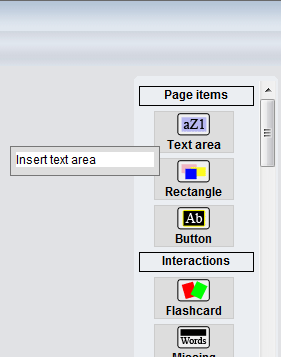 Page items
aZ1
Text area
Insert text area
Rectangle
Ab
Button
Interactions
Flashcard
Words
Missing